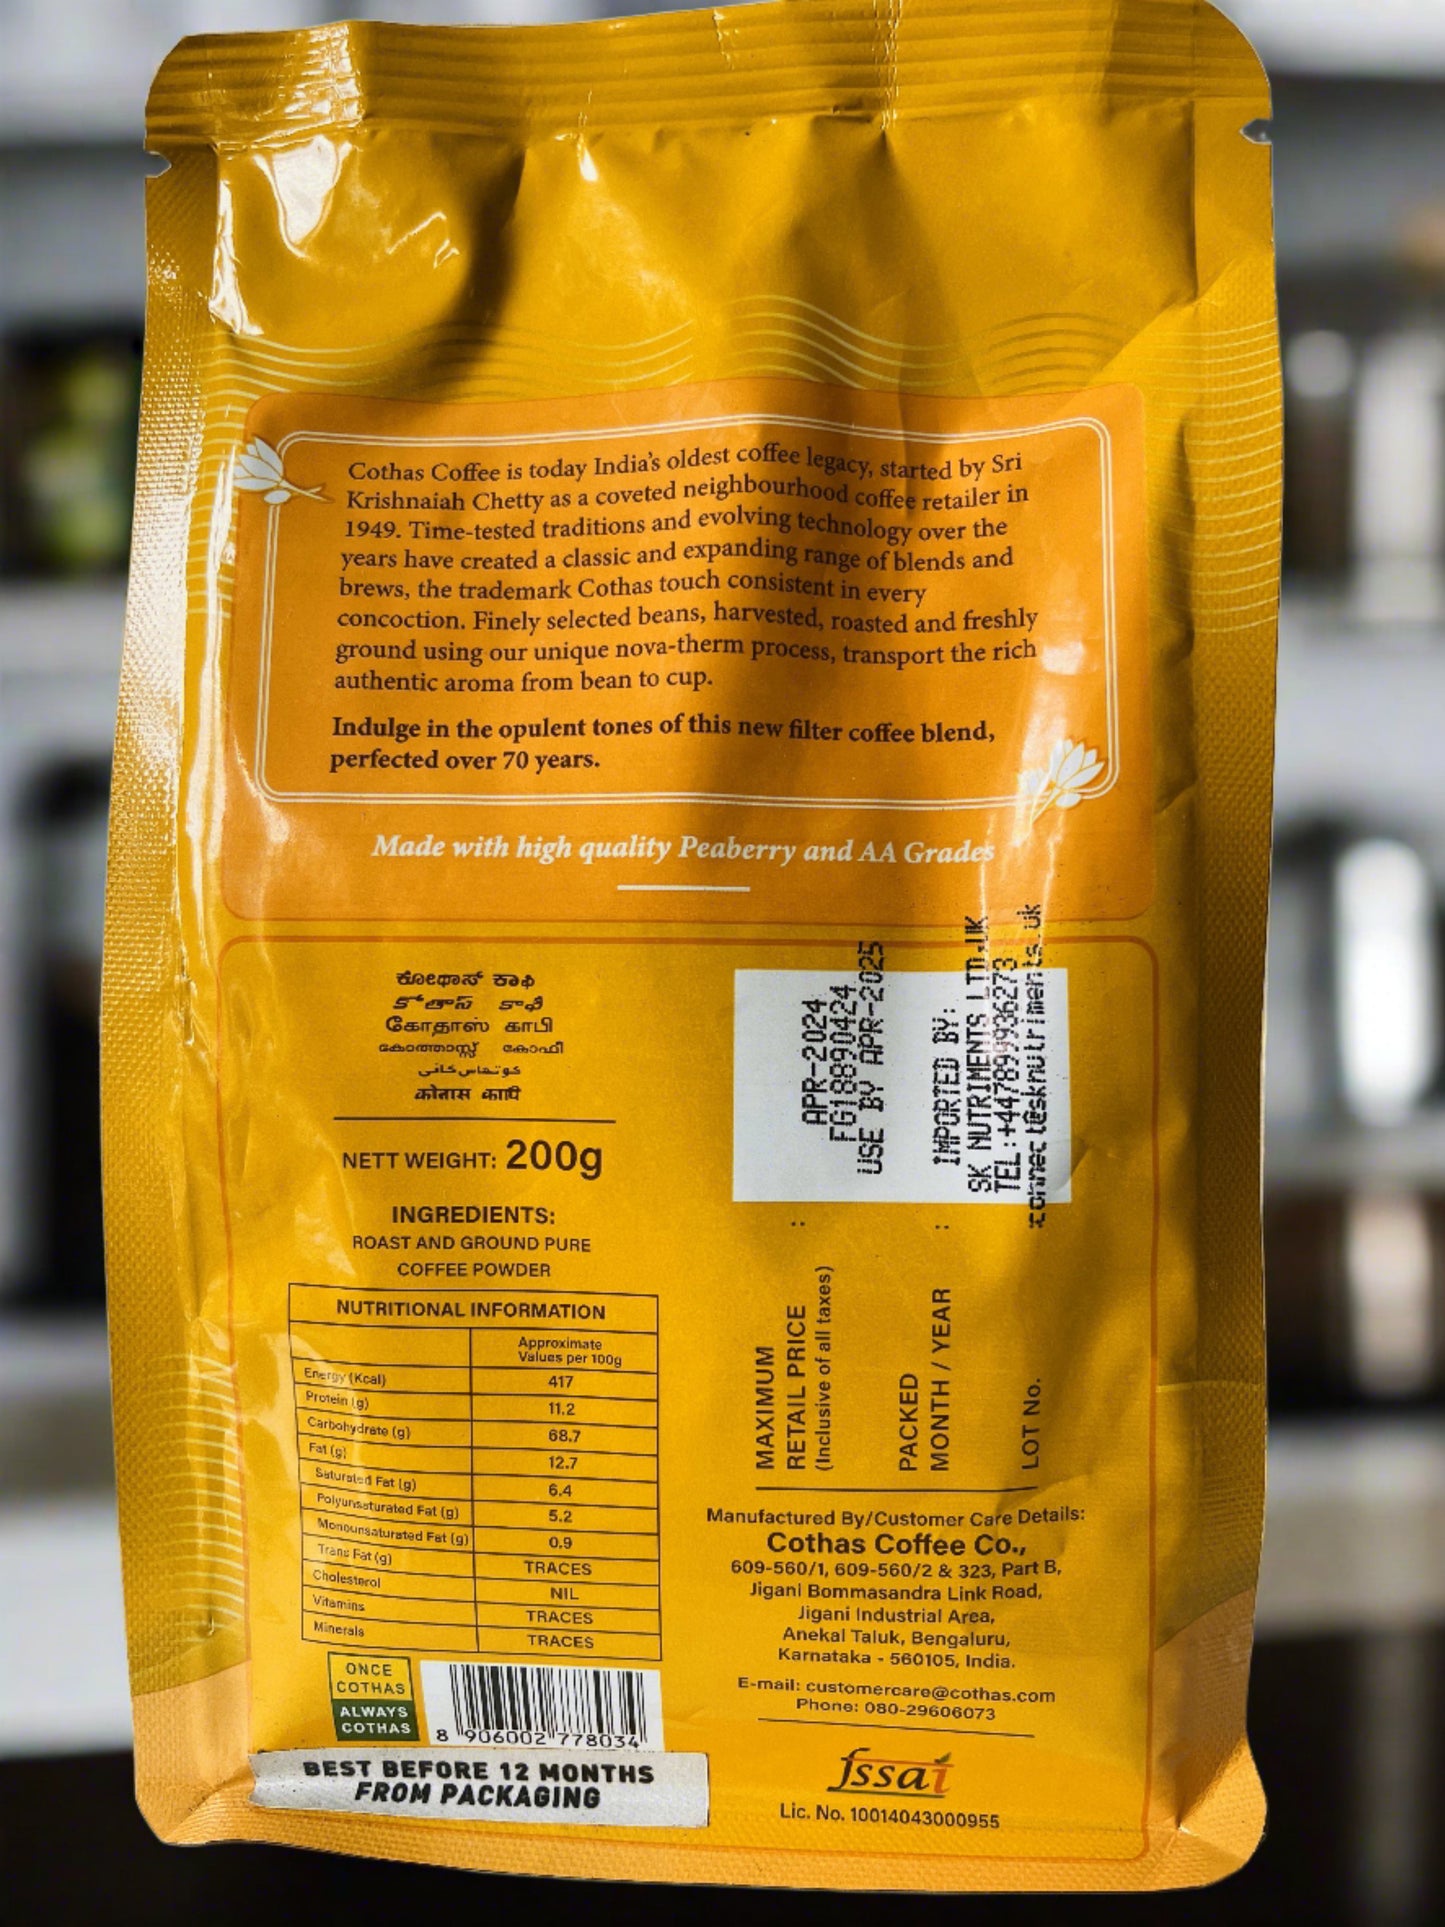 Cothas Coffee is today India's oldest coffee legacy, started by Sri
Krishnaiah Chetty as a coveted neighbourhood coffee retailer in
1949. Time-tested traditions and evolving technology over the
years have created a classic and expanding range of blends and
brews, the trademark Cothas touch consistent in every
concoction. Finely selected beans, harvested, roasted and freshly
ground using our unique nova-therm process, transport the rich
authentic aroma from bean to cup.
Indulge in the opulent tones of this new filter coffee blend,
perfected over 70 years.
Made with high quality Peaberry and AA Grades
ಕೋಥಾಸ್ ಕಾಫಿ
కోతాస్ కాఫీ
கோதாஸ் காபி
കോത്താസ്സ് കോഫി
कोतास काफी
NETT WEIGHT: 200g
INGREDIENTS:
ROAST AND GROUND PURE
COFFEE POWDER
NUTRITIONAL INFORMATION
Approximate
Values per 100g
Energy (Kcal) 417
Protein (g) 11.2
Carbohydrate (g) 68.7
Fat (g) 12.7
Saturated Fat (g) 6.4
Polyunsaturated Fat (g) 5.2
Monounsaturated Fat (g) 0.9
Trans Fat (g) TRACES
Cholesterol NIL
Vitamins TRACES
Minerals TRACES
ONCE
COTHAS
ALWAYS
COTHAS
8 906002 778034
BEST BEFORE 12 MONTHS
FROM PACKAGING
APR-2024
FG18890424
USE BY APR-2025
IMPORTED BY:
SK NUTRIMENTS LTD.UK
TEL:+447899936273
connect@sknutriments.uk
MAXIMUM
RETAIL PRICE :
(Inclusive of all taxes)
PACKED
MONTH / YEAR :
LOT No.
Manufactured By/Customer Care Details:
Cothas Coffee Co.,
609-560/1, 609-560/2 & 323, Part B,
Jigani Bommasandra Link Road,
Jigani Industrial Area,
Anekal Taluk, Bengaluru,
Karnataka - 560105, India.
E-mail: customercare@cothas.com
Phone: 080-29606073
fssai
Lic. No. 10014043000955